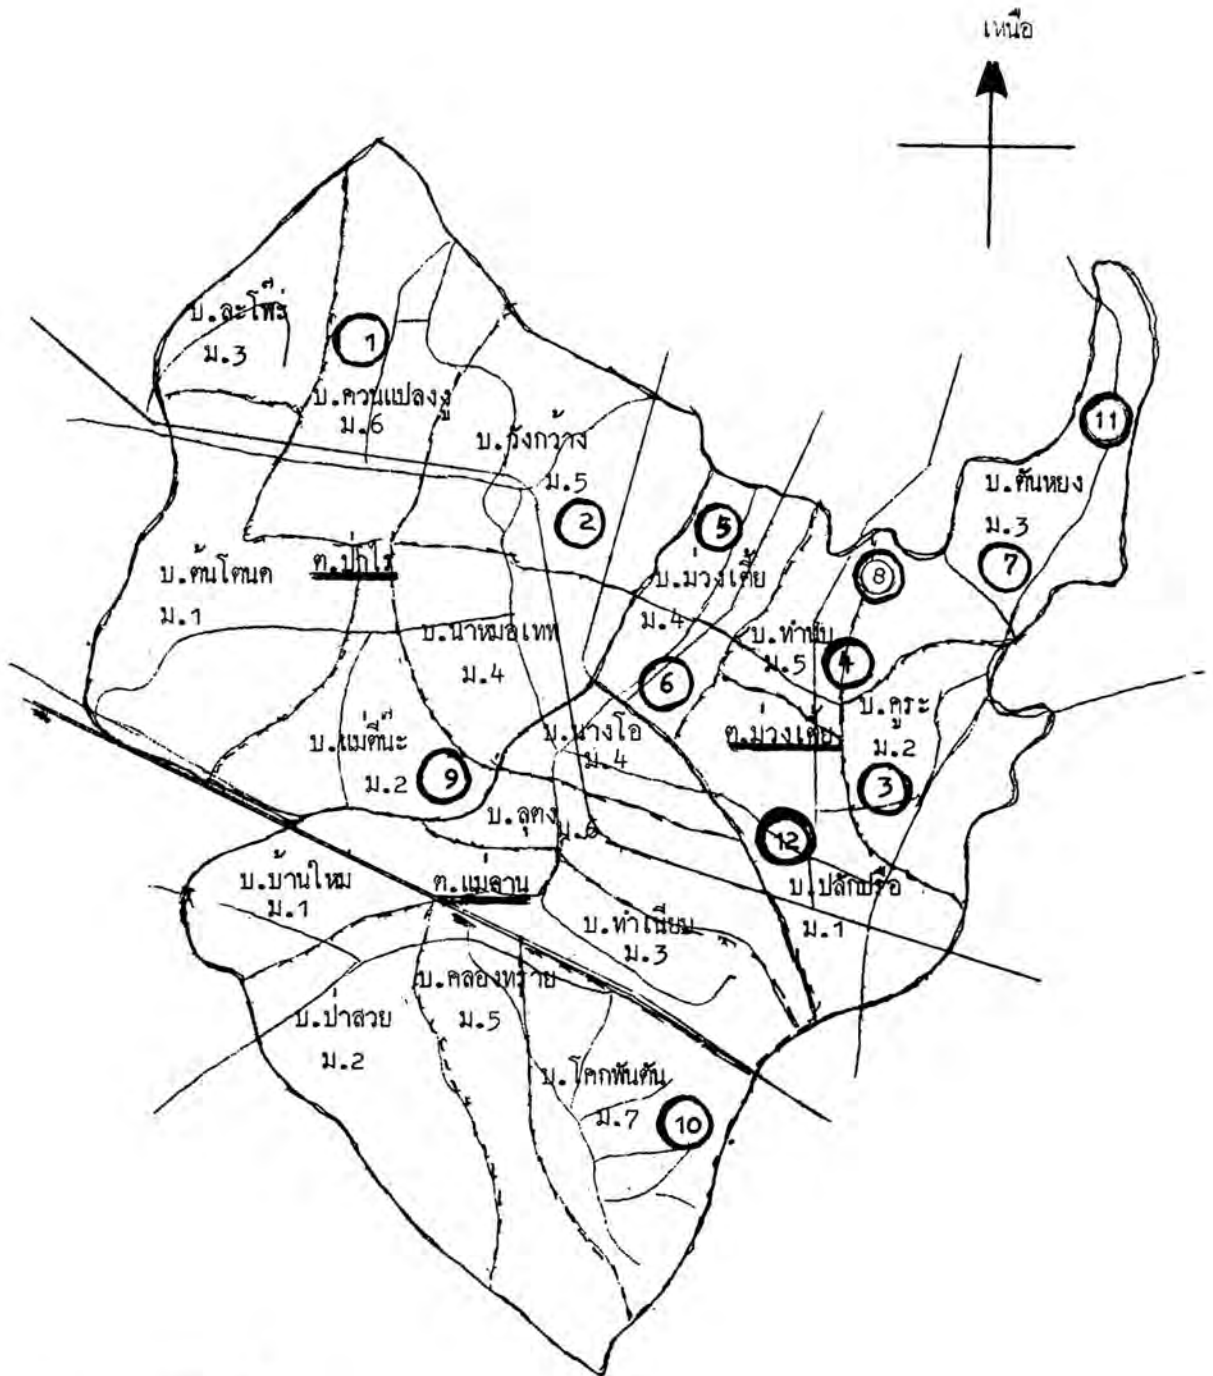 เหนือ
บ.ละโพ๊ะ
ม.3
1
บ.ควนแปลงงู
ม.6
บ.วังกว้าง
ม.5
2
5
11
บ.ตันหยง
ม.3
7
8
บ.ต้นโตนด
ม.1
ต.ป่าไร่
บ.นาหมอเทพ
ม.4
บ.ม่วงเตี้ย
ม.4
6
บ.ทำนบ
ม.5
4
บ.คูระ
ม.2
3
ต.ม่วงเตี้ย
บ.นางโอ
ม.4
บ.แม่กี๊นะ
ม.2
9
บ.ลุตง
ม.6
12
บ.ปลักปรือ
ม.1
บ.บ้านใหม่
ม.1
ต.แม่ลาน
บ.ทำเนียบ
ม.3
บ.คลองทราย
ม.5
บ.ป่าสวย
ม.2
บ.โคกพันตัน
ม.7
10